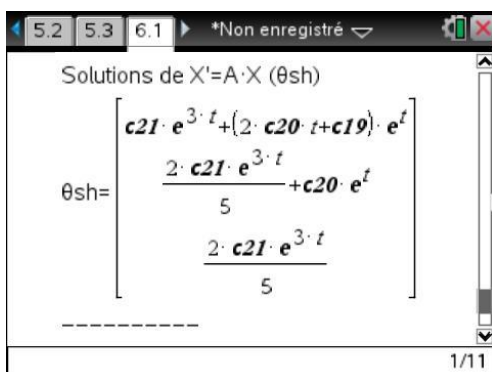 5.2 5.3 6.1 *Non enregistré
Solutions de X'=A·X (θsh)
θsh= [c21·e^(3·t)+(2·c20·t+c19)·e^t
(2·c21·e^(3·t))/5+c20·e^t
(2·c21·e^(3·t))/5]
1/11